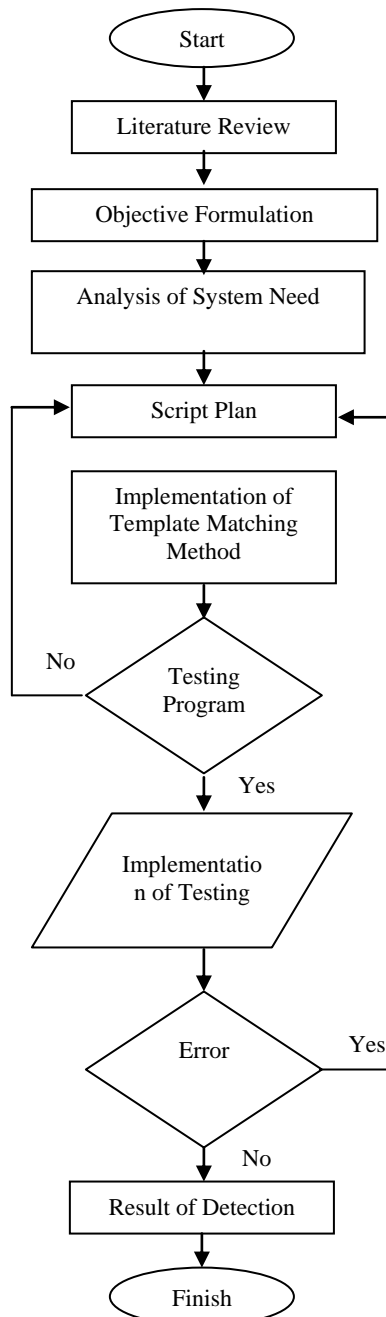 Start
Literature Review
Objective Formulation
Analysis of System Need
Script Plan
Implementation of
Template Matching
Method
No
Testing
Program
Yes
Implementatio
n of Testing
Error
Yes
No
Result of Detection
Finish